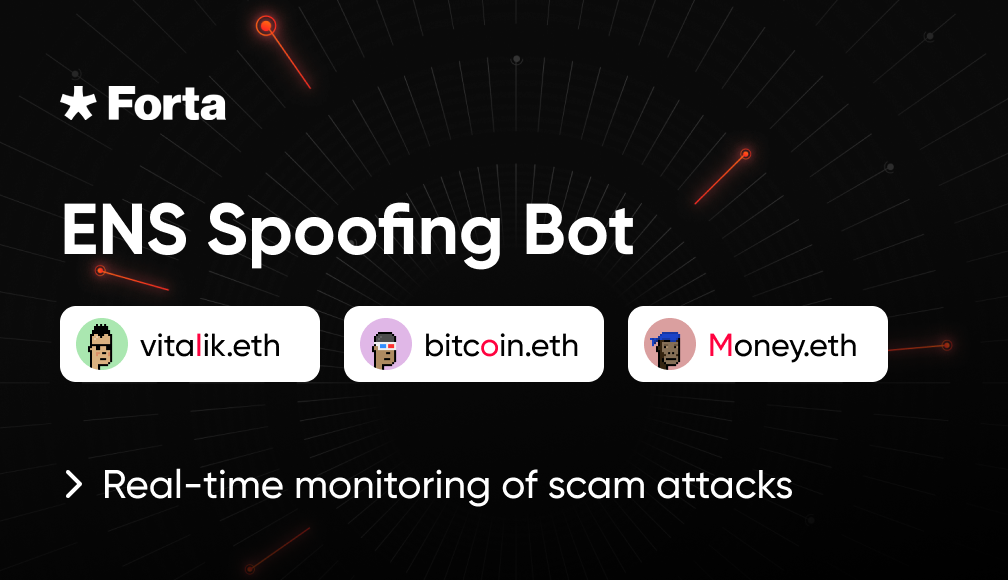 Forta
ENS Spoofing Bot
vitalik.eth bitcoin.eth Money.eth
Real-time monitoring of scam attacks